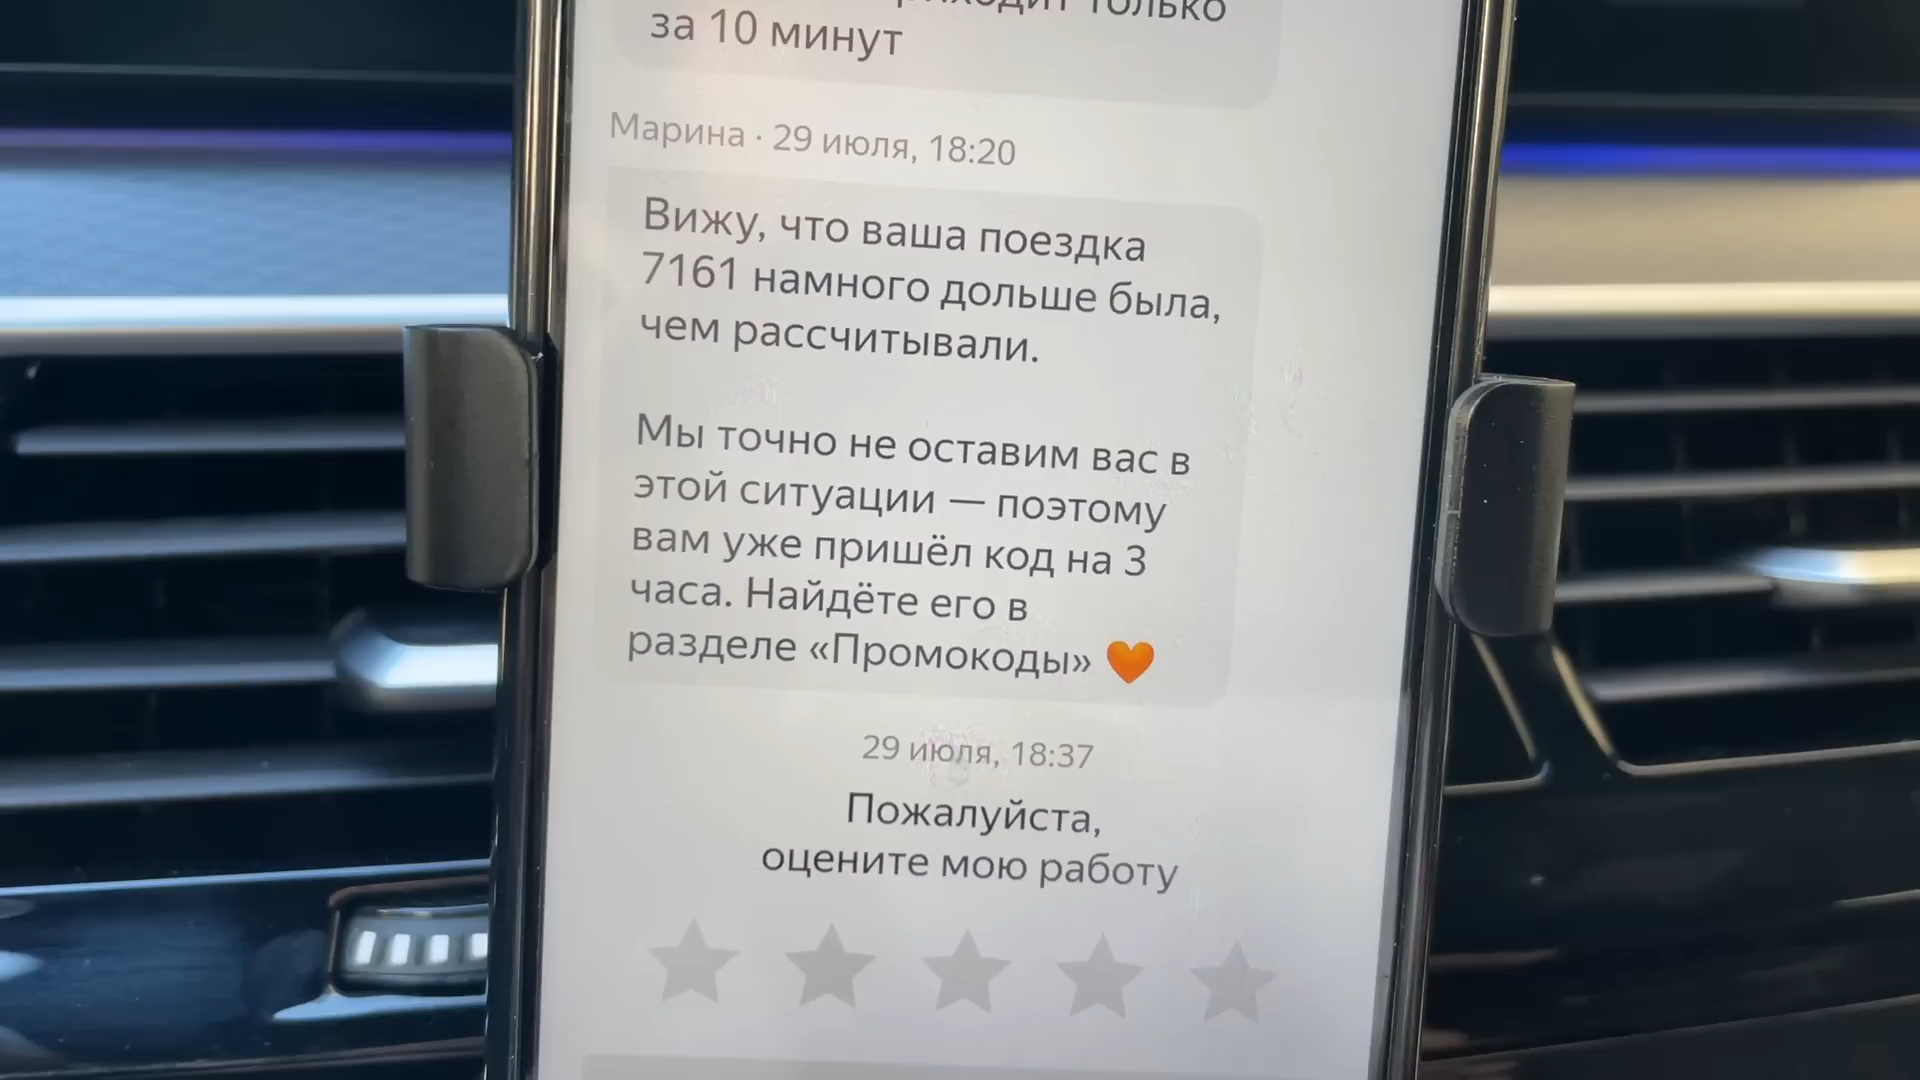 только
за 10 минут
Марина · 29 июля, 18:20
Вижу, что ваша поездка
7161 намного дольше была,
чем рассчитывали.
Мы точно не оставим вас в
этой ситуации — поэтому
вам уже пришёл код на 3
часа. Найдёте его в
разделе «Промокоды» 🧡
29 июля, 18:37
Пожалуйста,
оцените мою работу